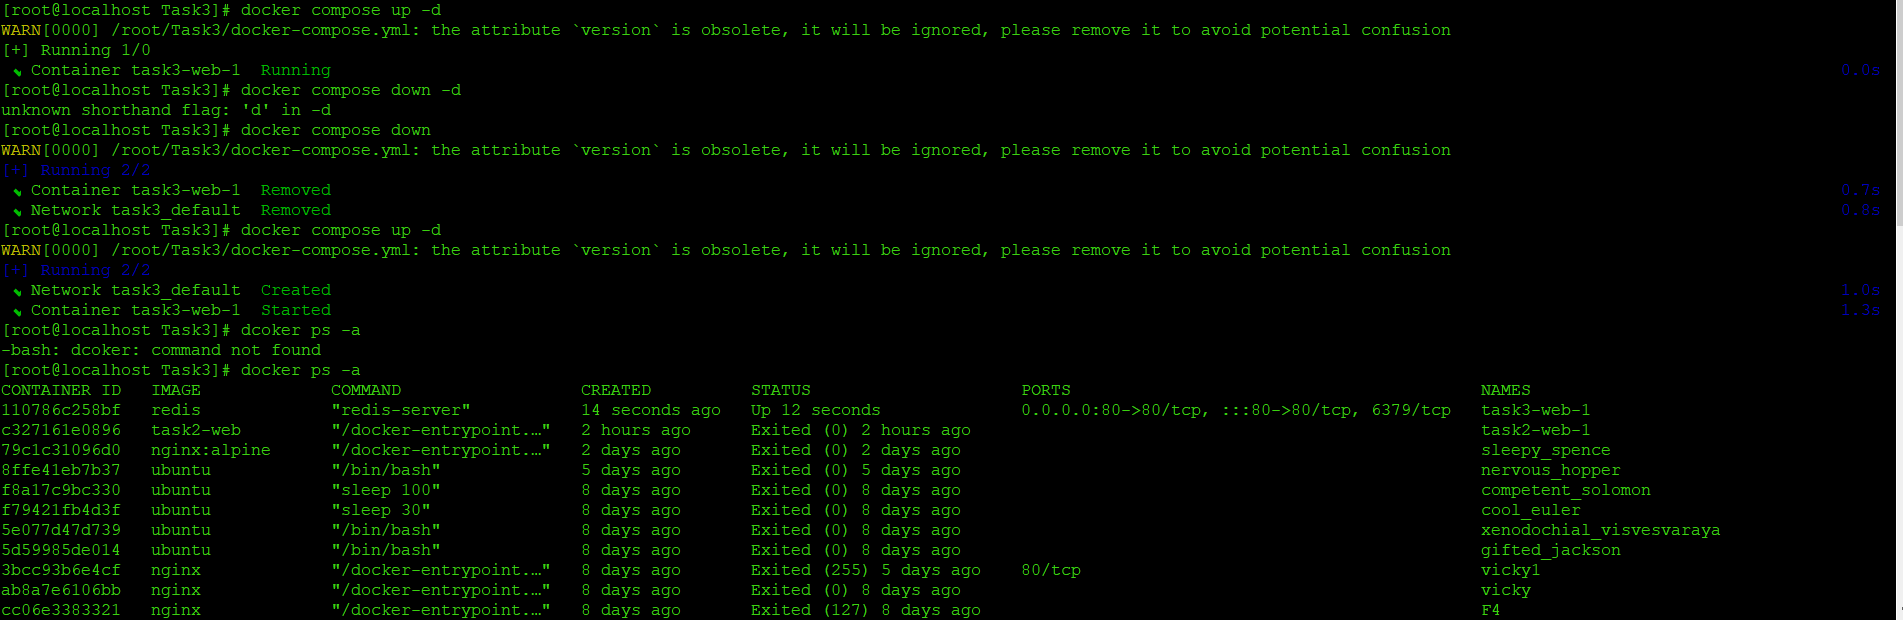 [root@localhost Task3]# docker compose up -d
WARN[0000] /root/Task3/docker-compose.yml: the attribute `version` is obsolete, it will be ignored, please remove it to avoid potential confusion
[+] Running 1/0
Container task3-web-1  Running 0.0s
[root@localhost Task3]# docker compose down -d
unknown shorthand flag: 'd' in -d
[root@localhost Task3]# docker compose down
WARN[0000] /root/Task3/docker-compose.yml: the attribute `version` is obsolete, it will be ignored, please remove it to avoid potential confusion
[+] Running 2/2
Container task3-web-1  Removed 0.7s
Network task3_default  Removed 0.8s
[root@localhost Task3]# docker compose up -d
WARN[0000] /root/Task3/docker-compose.yml: the attribute `version` is obsolete, it will be ignored, please remove it to avoid potential confusion
[+] Running 2/2
Network task3_default  Created 1.0s
Container task3-web-1  Started 1.3s
[root@localhost Task3]# dcoker ps -a
-bash: dcoker: command not found
[root@localhost Task3]# docker ps -a
CONTAINER ID   IMAGE   COMMAND   CREATED   STATUS   PORTS   NAMES
110786c258bf   redis   "redis-server"   14 seconds ago   Up 12 seconds   0.0.0.0:80->80/tcp, :::80->80/tcp, 6379/tcp   task3-web-1
c327161e0896   task2-web   "/docker-entrypoint.…"   2 hours ago   Exited (0) 2 hours ago   task2-web-1
79c1c31096d0   nginx:alpine   "/docker-entrypoint.…"   2 days ago   Exited (0) 2 days ago   sleepy_spence
8ffe41eb7b37   ubuntu   "/bin/bash"   5 days ago   Exited (0) 5 days ago   nervous_hopper
f8a17c9bc330   ubuntu   "sleep 100"   8 days ago   Exited (0) 8 days ago   competent_solomon
f79421fb4d3f   ubuntu   "sleep 30"   8 days ago   Exited (0) 8 days ago   cool_euler
5e077d47d739   ubuntu   "/bin/bash"   8 days ago   Exited (0) 8 days ago   xenodochial_visvesvaraya
5d59985de014   ubuntu   "/bin/bash"   8 days ago   Exited (0) 8 days ago   gifted_jackson
3bcc93b6e4cf   nginx   "/docker-entrypoint.…"   8 days ago   Exited (255) 5 days ago   80/tcp   vicky1
ab8a7e6106bb   nginx   "/docker-entrypoint.…"   8 days ago   Exited (0) 8 days ago   vicky
cc06e3383321   nginx   "/docker-entrypoint.…"   8 days ago   Exited (127) 8 days ago   F4